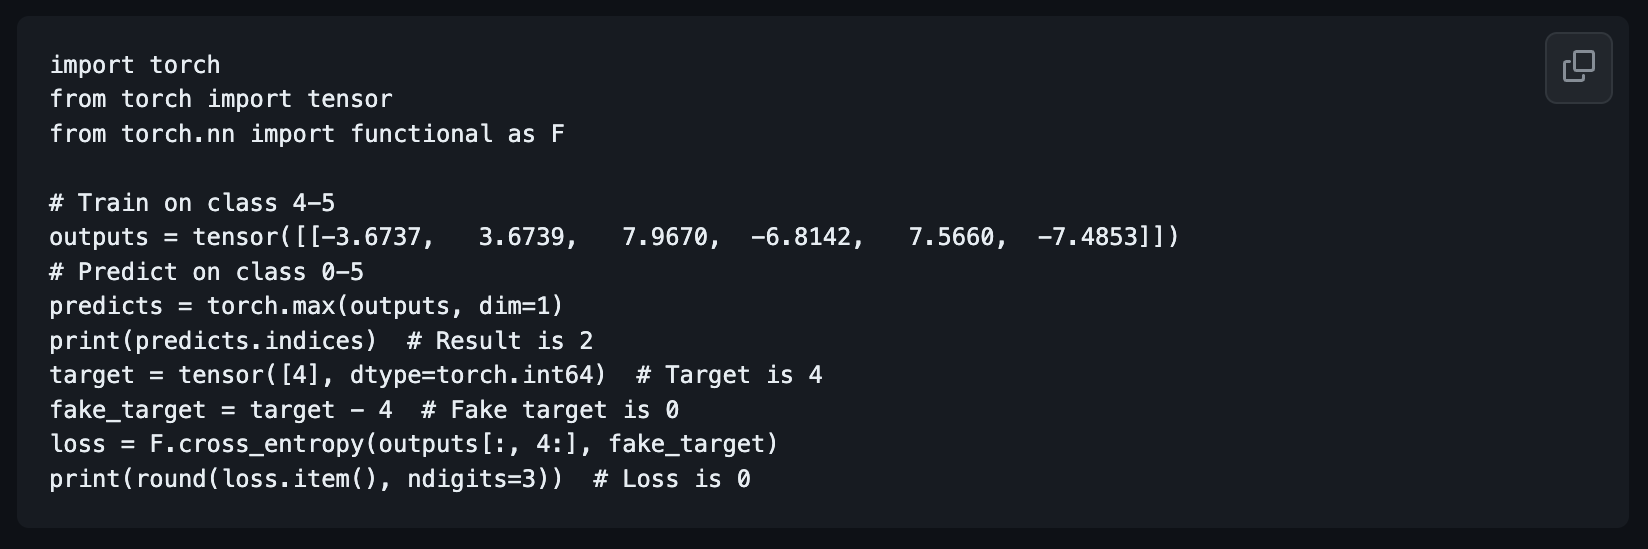 import torch
from torch import tensor
from torch.nn import functional as F

# Train on class 4-5
outputs = tensor([[-3.6737,   3.6739,   7.9670,  -6.8142,   7.5660,  -7.4853]])
# Predict on class 0-5
predicts = torch.max(outputs, dim=1)
print(predicts.indices)  # Result is 2
target = tensor([4], dtype=torch.int64)  # Target is 4
fake_target = target - 4  # Fake target is 0
loss = F.cross_entropy(outputs[:, 4:], fake_target)
print(round(loss.item(), ndigits=3))  # Loss is 0